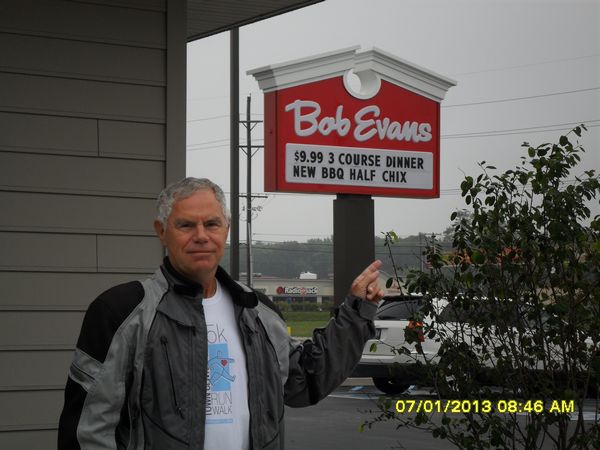 Bob Evans
$9.99 3 COURSE DINNER
NEW BBQ HALF CHIX
RadioShack
5k
RUN
WALK
07/01/2013 08:46 AM